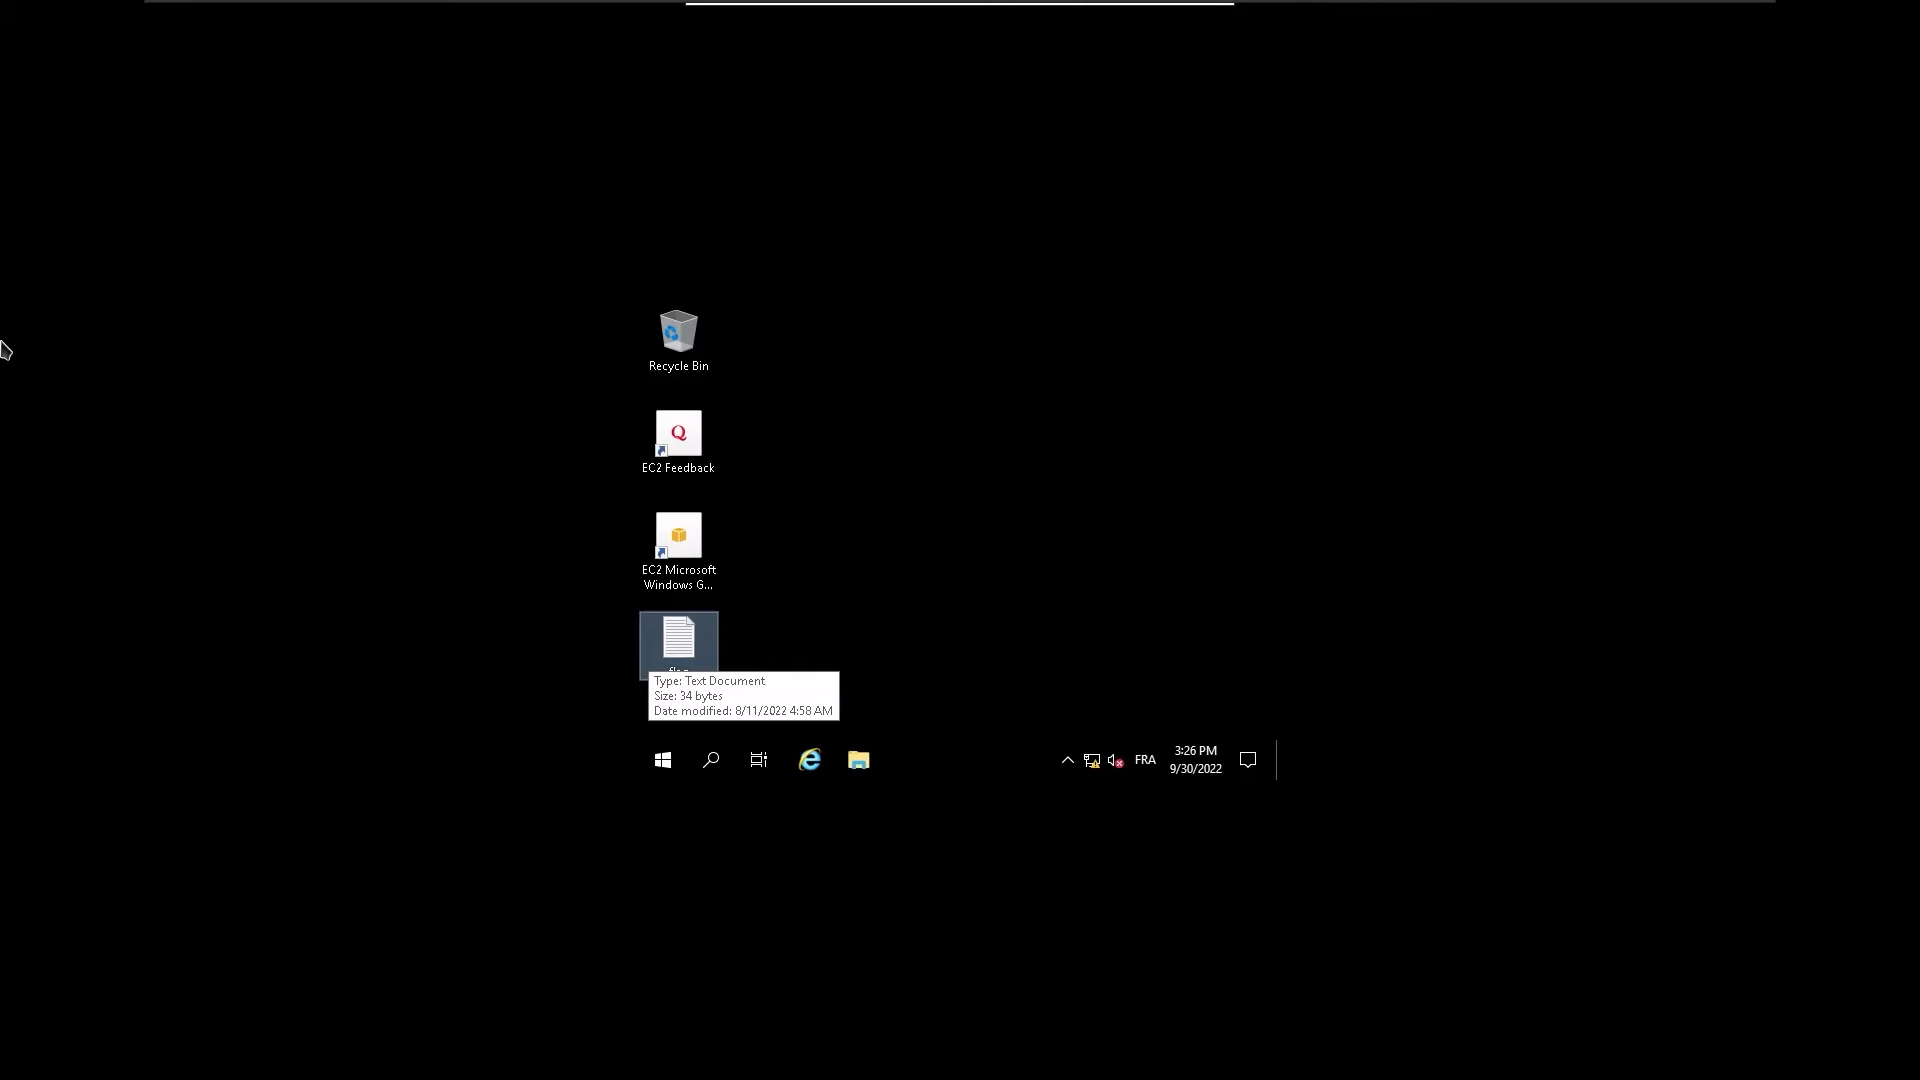 Recycle Bin
Q
EC2 Feedback
EC2 Microsoft
Windows G...
Type: Text Document
Size: 34 bytes
Date modified: 8/11/2022 4:58 AM
FRA
3:26 PM
9/30/2022